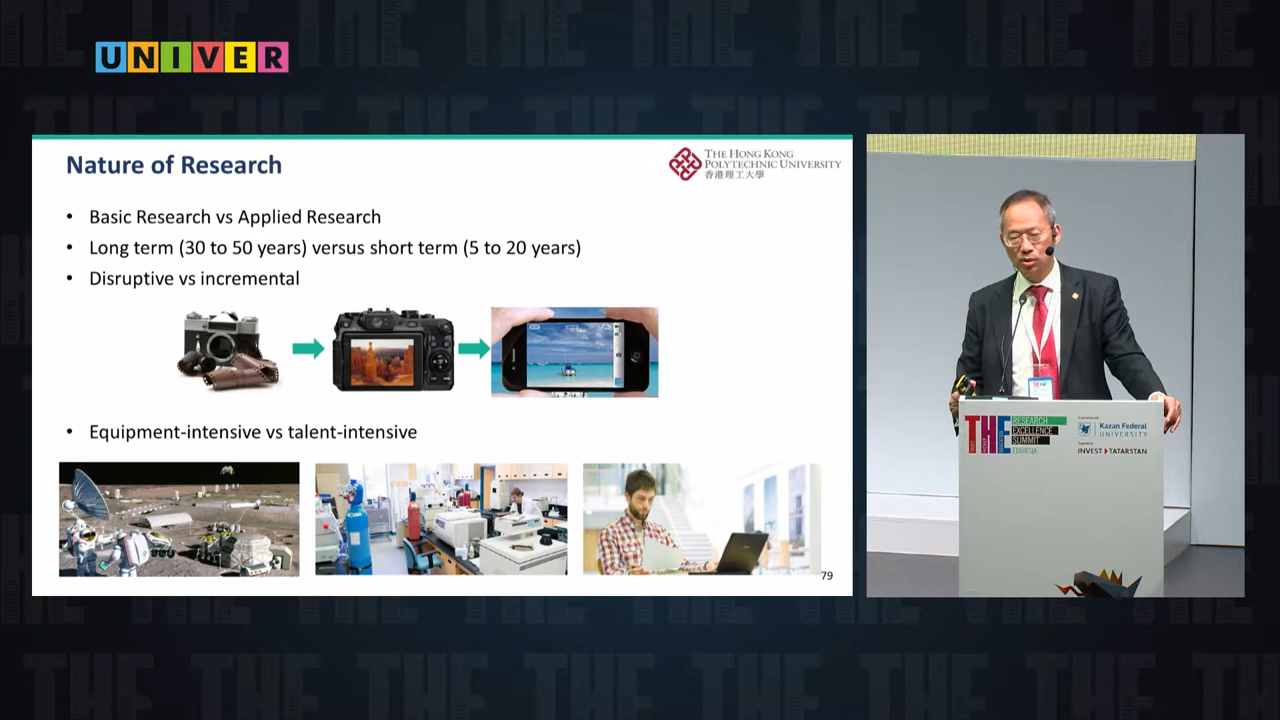 UNIVER
Nature of Research
THE HONG KONG
POLYTECHNIC UNIVERSITY
香港理工大學
• Basic Research vs Applied Research
• Long term (30 to 50 years) versus short term (5 to 20 years)
• Disruptive vs incremental
• Equipment-intensive vs talent-intensive
79
THE
RESEARCH
EXCELLENCE
SUMMIT
EURASIA
Kazan Federal
UNIVERSITY
INVEST TATARSTAN